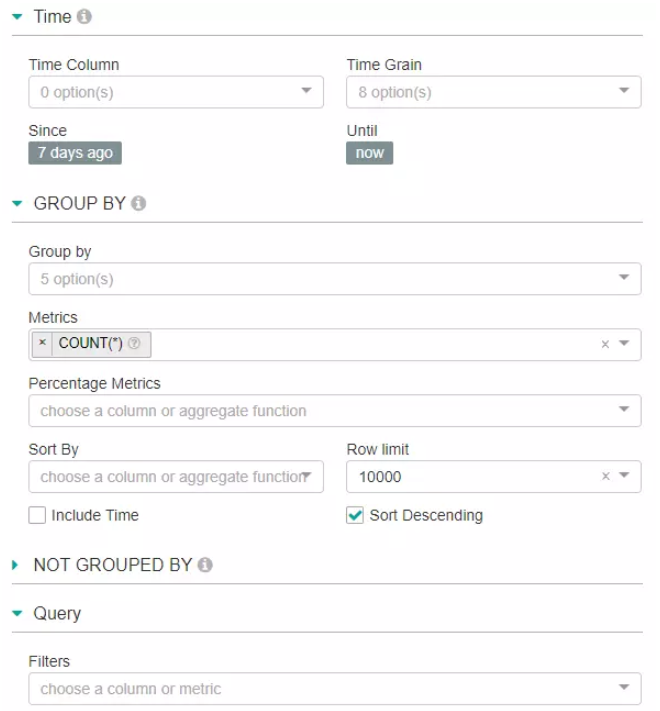 Time
Time Column Time Grain
0 option(s) 8 option(s)
Since Until
7 days ago now
GROUP BY
Group by
5 option(s)
Metrics
× COUNT(*) ? ×
Percentage Metrics
choose a column or aggregate function
Sort By Row limit
choose a column or aggregate function 10000 ×
Include Time Sort Descending
NOT GROUPED BY
Query
Filters
choose a column or metric